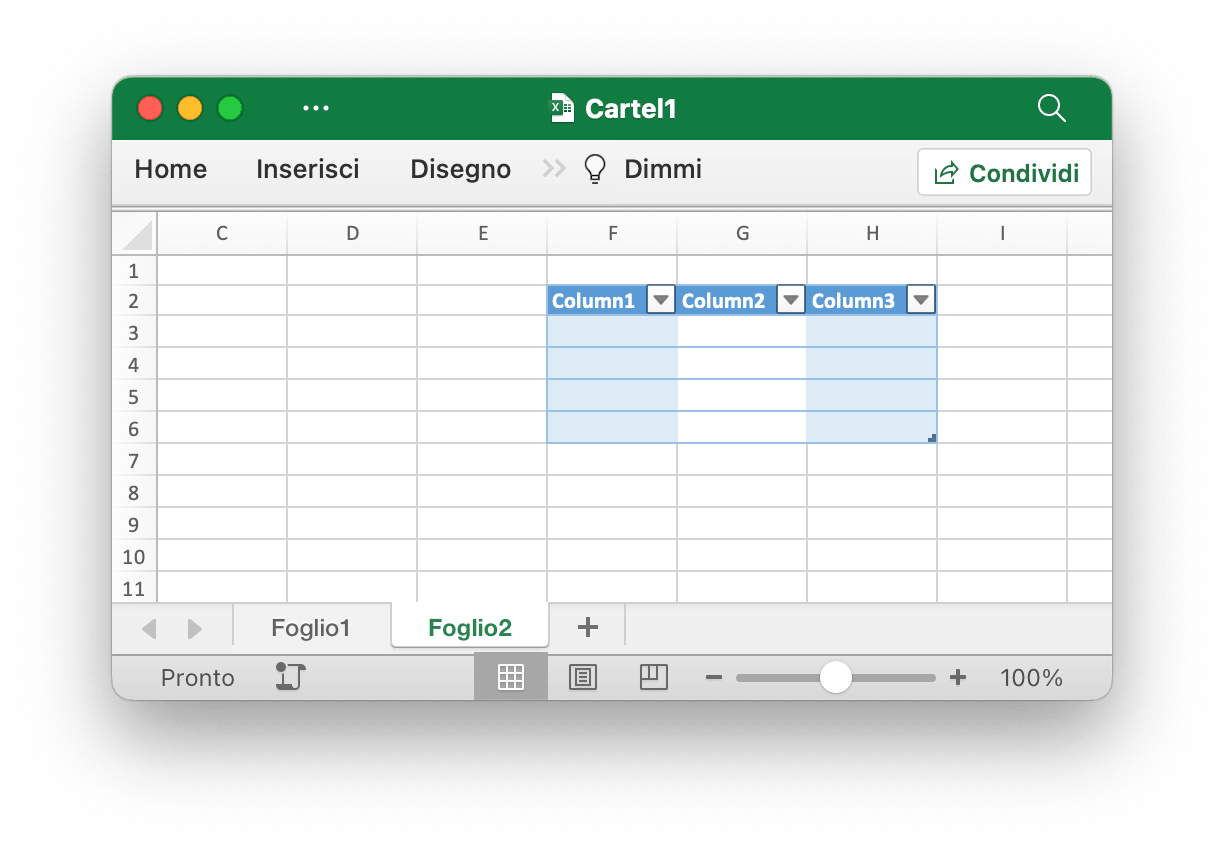 Cartel1
Home Inserisci Disegno Dimmi Condividi
C D E F G H I
1
2 Column1 Column2 Column3
3
4
5
6
7
8
9
10
11
Foglio1 Foglio2
Pronto 100%